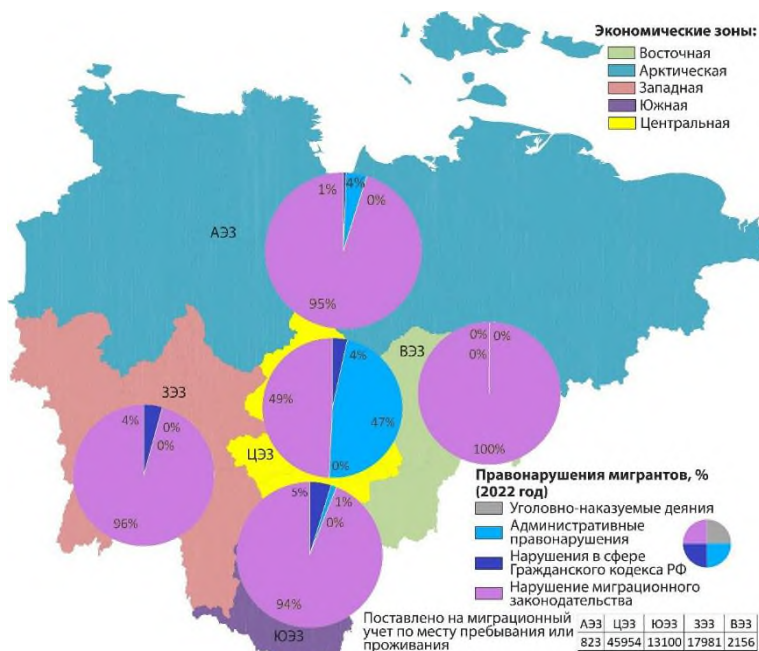 Экономические зоны:
Восточная
Арктическая
Западная
Южная
Центральная
1%
4%
0%
АЭЗ
95%
ВЭЗ
0%
0%
0%
100%
4%
49%
47%
0%
ЗЭЗ
4%
0%
0%
96%
ЦЭЗ
5%
1%
0%
94%
ЮЭЗ
Правонарушения мигрантов, %
(2022 год)
Уголовно-наказуемые деяния
Административные
правонарушения
Нарушения в сфере
Гражданского кодекса РФ
Нарушение миграционного
законодательства
Поставлено на миграционный
учет по месту пребывания или
проживания
АЭЗ ЦЭЗ ЮЭЗ ЗЭЗ ВЭЗ
823 45954 13100 17981 2156